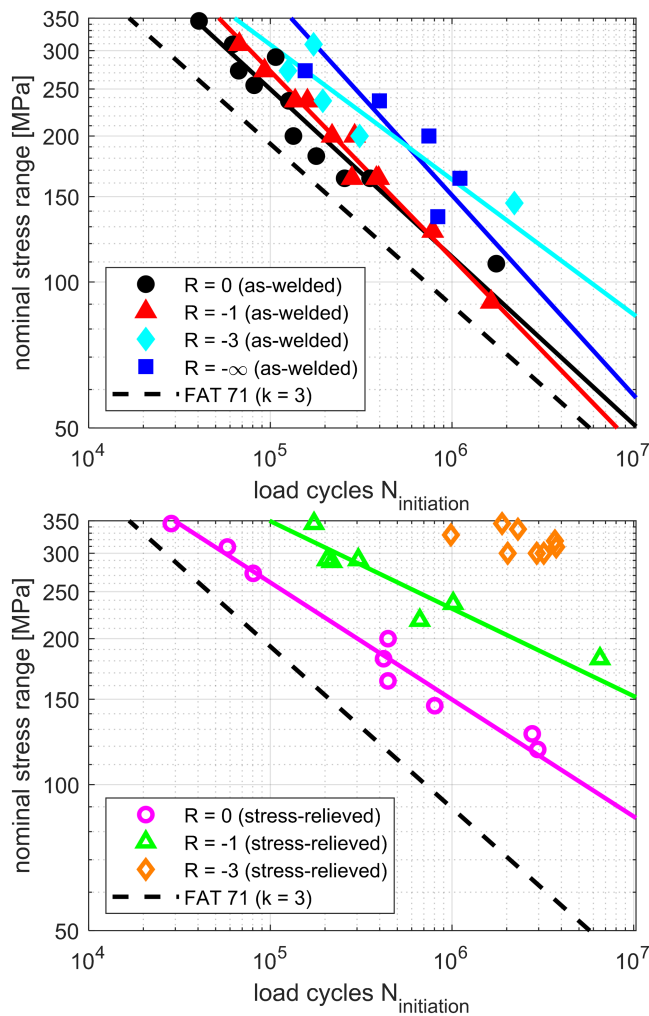 nominal stress range [MPa]
350
300
250
200
150
100
50
R = 0 (as-welded)
R = -1 (as-welded)
R = -3 (as-welded)
R = -∞ (as-welded)
FAT 71 (k = 3)
10^4
10^5
10^6
10^7
load cycles N_initiation
nominal stress range [MPa]
350
300
250
200
150
100
50
R = 0 (stress-relieved)
R = -1 (stress-relieved)
R = -3 (stress-relieved)
FAT 71 (k = 3)
10^4
10^5
10^6
10^7
load cycles N_initiation